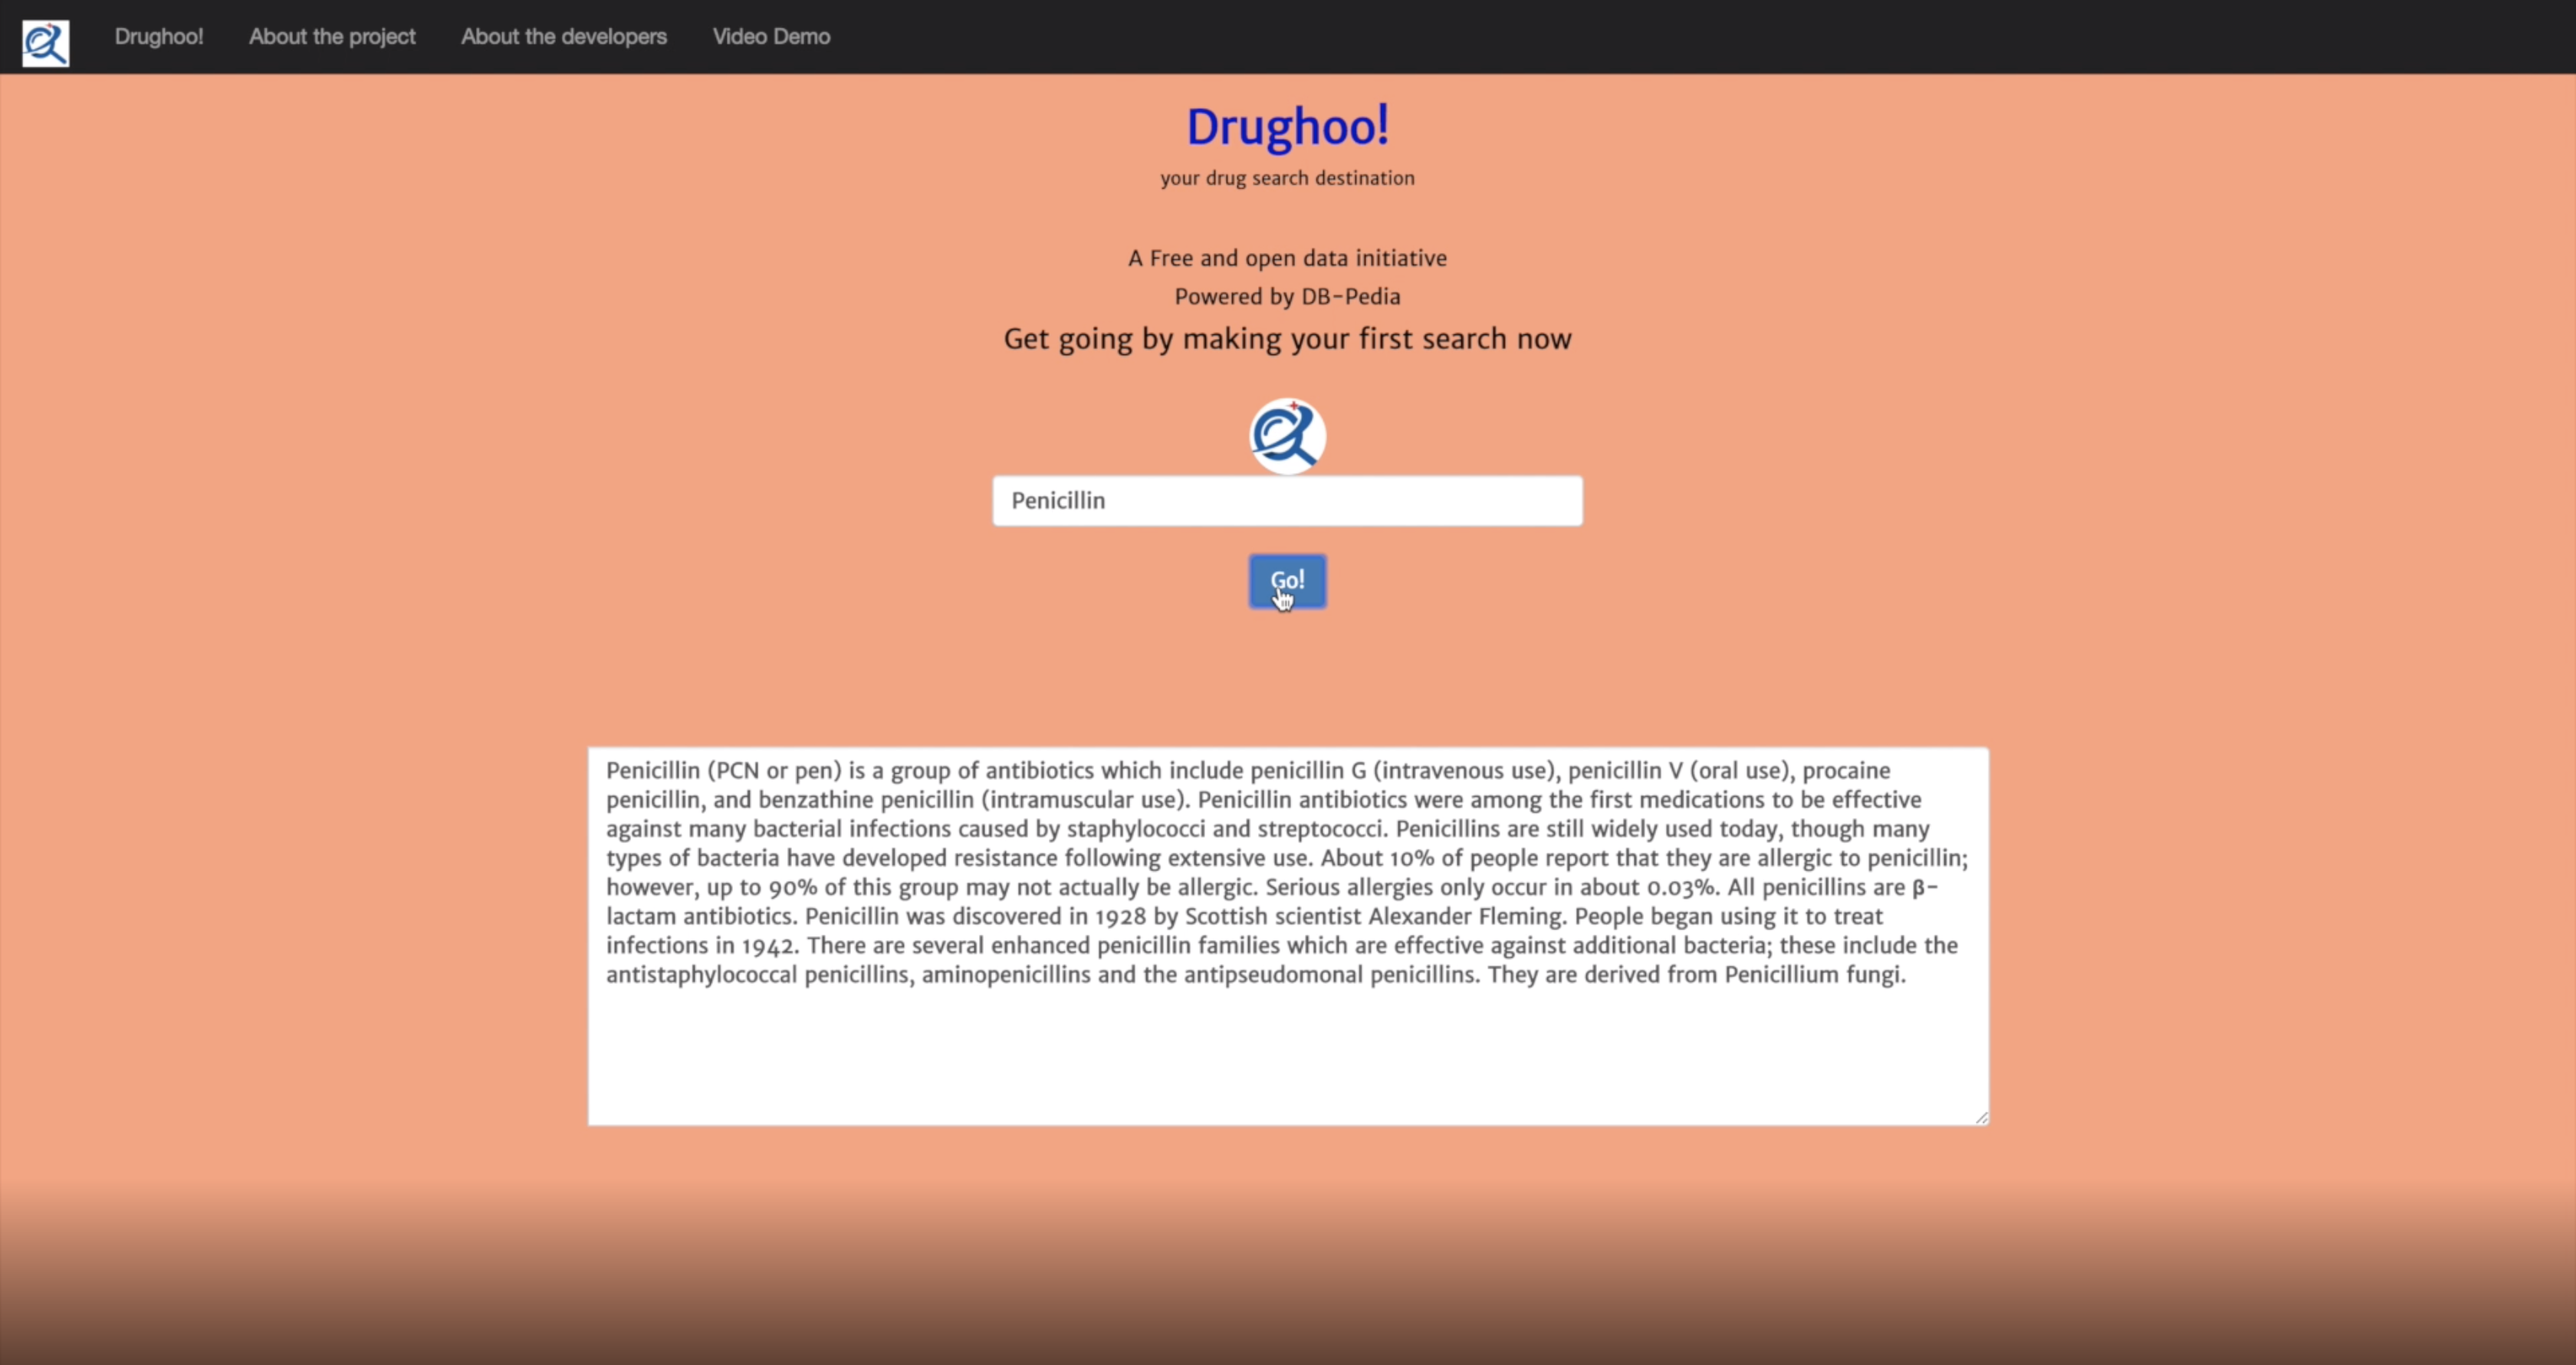 Drughoo! About the project About the developers Video Demo
Drughoo!
your drug search destination
A Free and open data initiative
Powered by DB-Pedia
Get going by making your first search now
Penicillin
Go!
Penicillin (PCN or pen) is a group of antibiotics which include penicillin G (intravenous use), penicillin V (oral use), procaine
penicillin, and benzathine penicillin (intramuscular use). Penicillin antibiotics were among the first medications to be effective
against many bacterial infections caused by staphylococci and streptococci. Penicillins are still widely used today, though many
types of bacteria have developed resistance following extensive use. About 10% of people report that they are allergic to penicillin;
however, up to 90% of this group may not actually be allergic. Serious allergies only occur in about 0.03%. All penicillins are β-
lactam antibiotics. Penicillin was discovered in 1928 by Scottish scientist Alexander Fleming. People began using it to treat
infections in 1942. There are several enhanced penicillin families which are effective against additional bacteria; these include the
antistaphylococcal penicillins, aminopenicillins and the antipseudomonal penicillins. They are derived from Penicillium fungi.